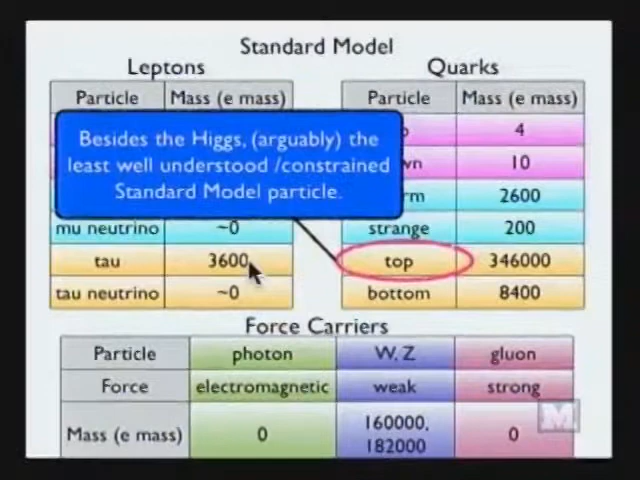 Standard Model
Leptons
Quarks
Particle Mass (e mass)
Particle Mass (e mass)
Besides the Higgs, (arguably) the
least well understood /constrained
Standard Model particle.
4
10
2600
mu neutrino ~0
strange 200
tau 3600
top 346000
tau neutrino ~0
bottom 8400
Force Carriers
Particle photon W, Z gluon
Force electromagnetic weak strong
Mass (e mass) 0 160000, 182000 0
M